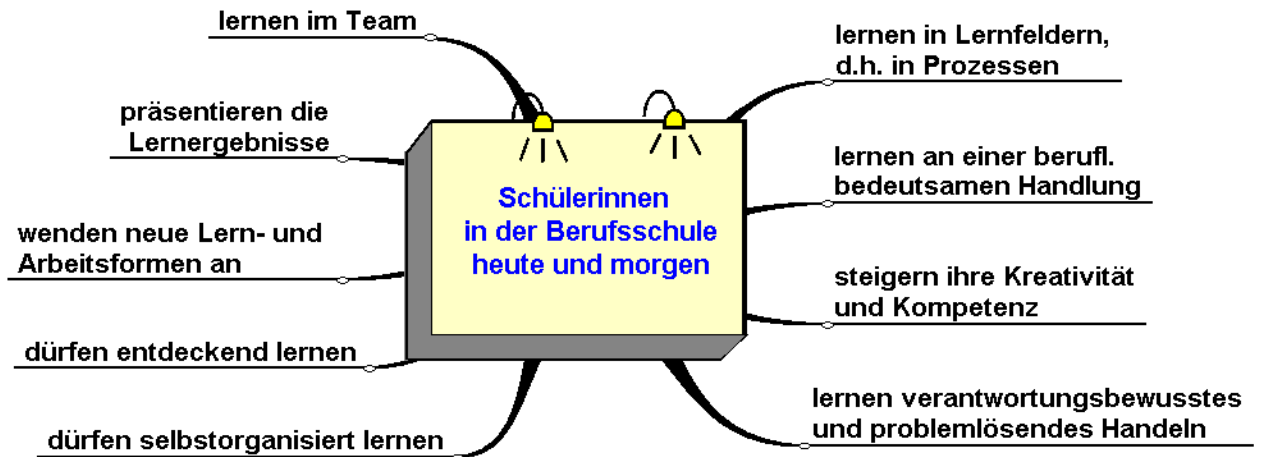 lernen im Team
präsentieren die
Lernergebnisse
wenden neue Lern- und
Arbeitsformen an
dürfen entdeckend lernen
dürfen selbstorganisiert lernen
Schülerinnen
in der Berufsschule
heute und morgen
lernen in Lernfeldern,
d.h. in Prozessen
lernen an einer berufl.
bedeutsamen Handlung
steigern ihre Kreativität
und Kompetenz
lernen verantwortungsbewusstes
und problemlösendes Handeln